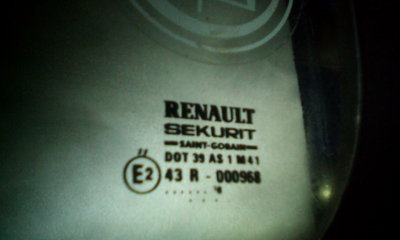 RENAULT
SEKURIT
SAINT-GOBAIN
DOT 39 AS 1 M41
E2 43 R - 000968